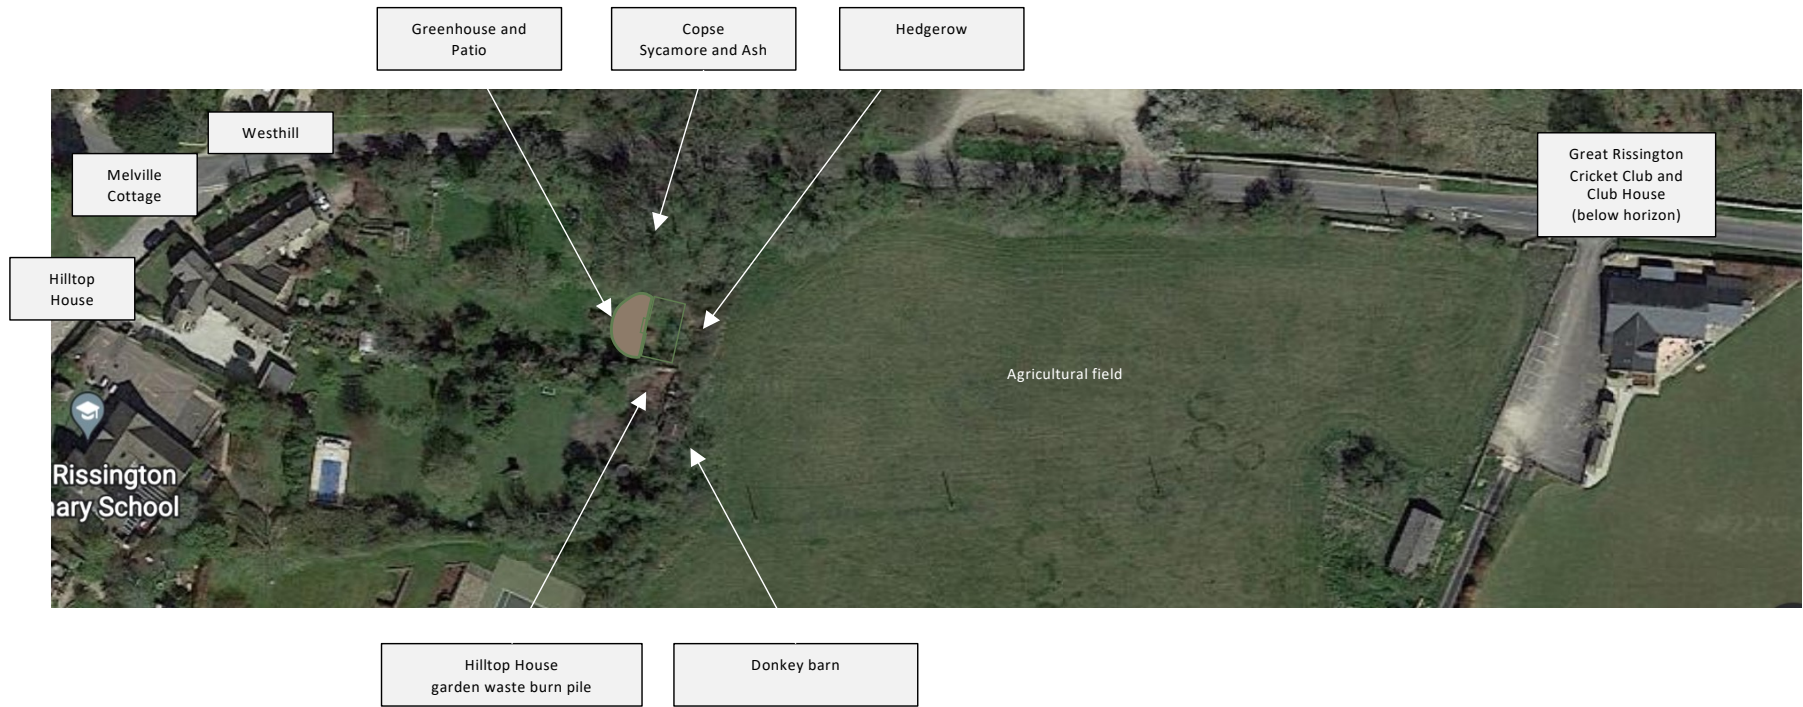 Greenhouse and
Patio
Copse
Sycamore and Ash
Hedgerow
Westhill
Melville
Cottage
Great Rissington
Cricket Club and
Club House
(below horizon)
Hilltop
House
Agricultural field
Rissington
ary School
Hilltop House
garden waste burn pile
Donkey barn